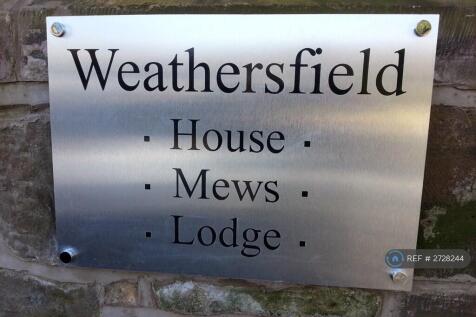 Weathersfield
▪ House ▪
▪ Mews ▪
▪ Lodge ▪
REF # 2728244